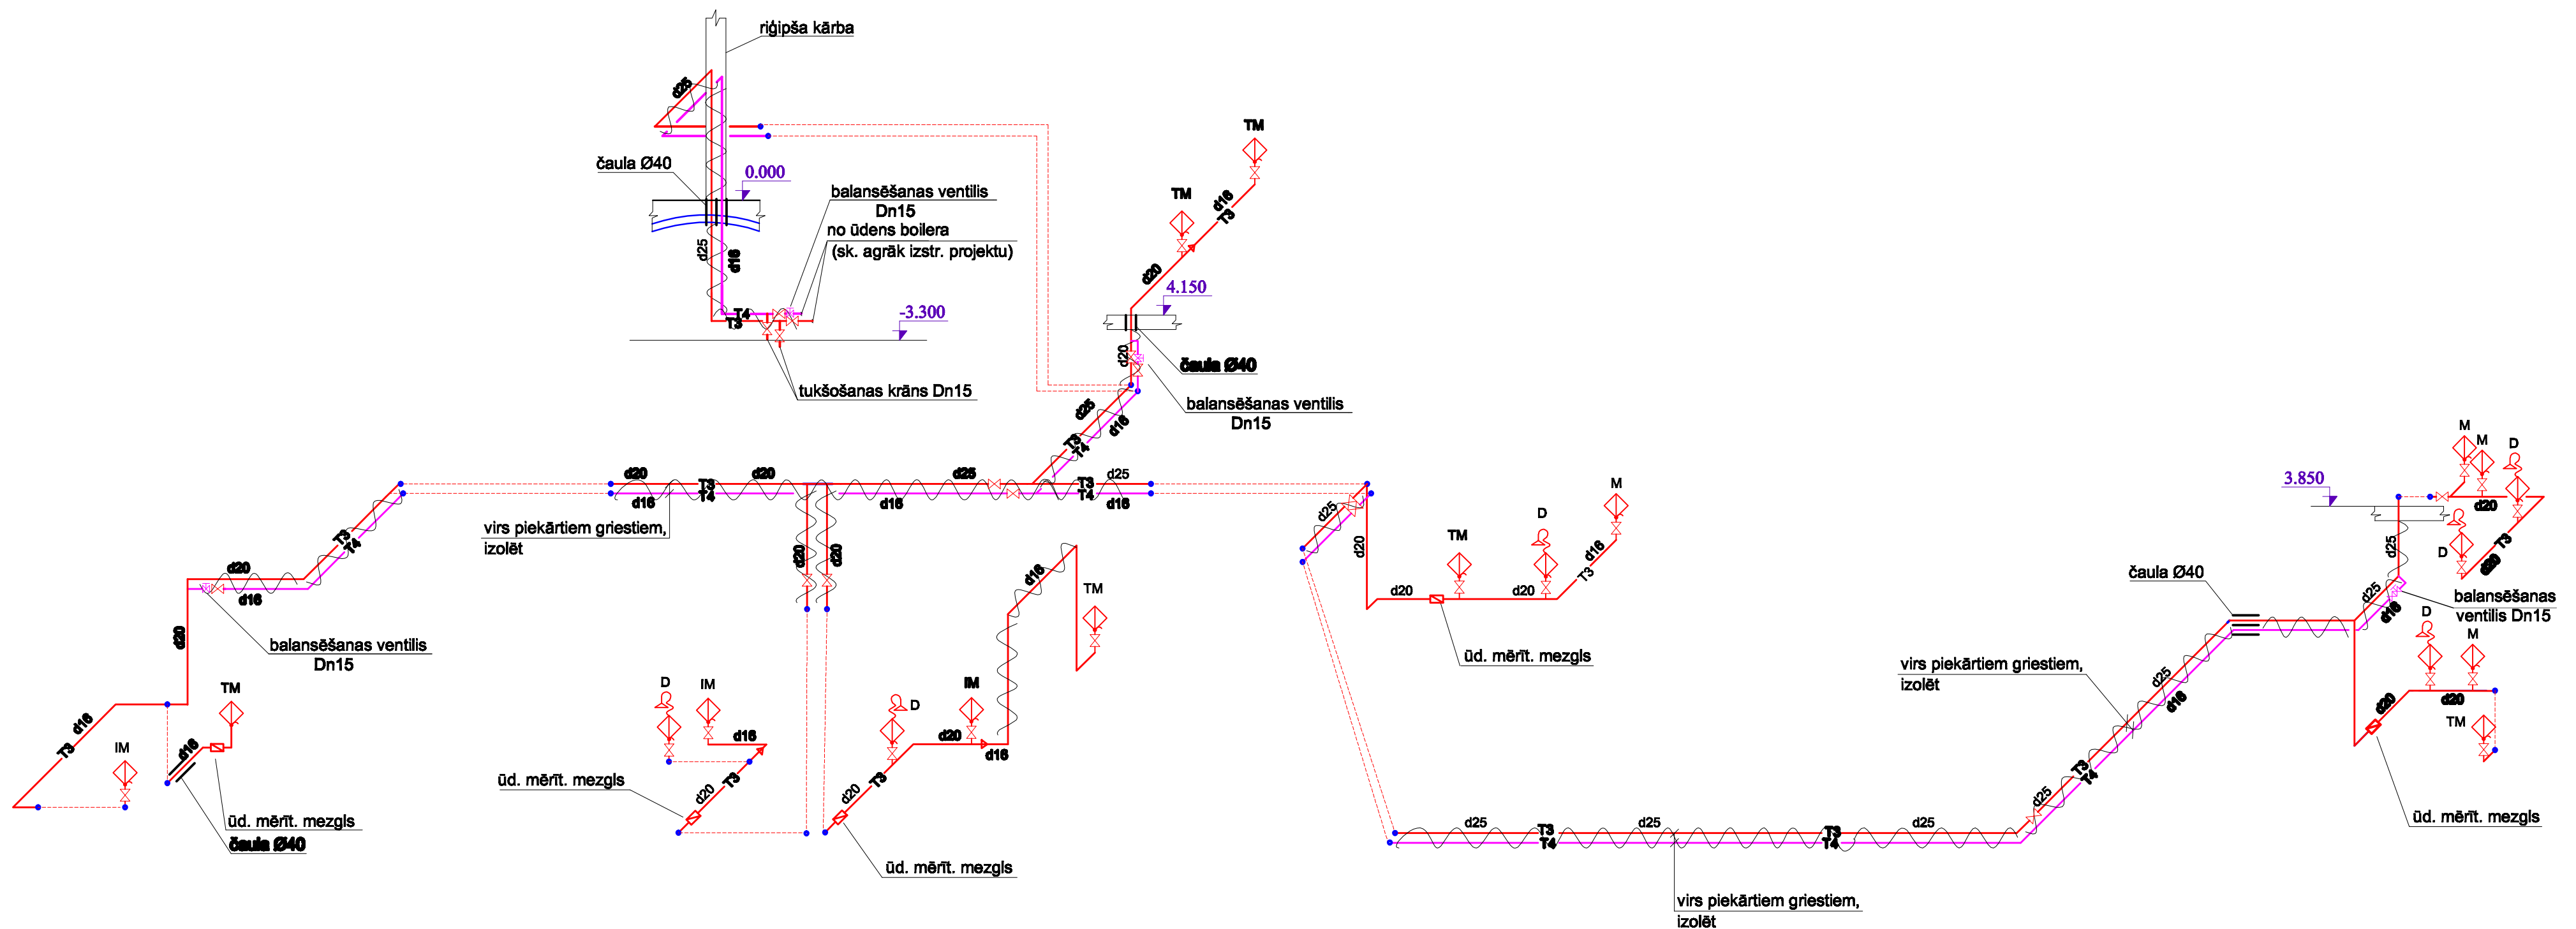 riģipša kārba
d25
čaula Ø40
0.000
balansēšanas ventilis
Dn15
no ūdens boilera
(sk. agrāk izstr. projektu)
d25
d16
T4
T3
-3.300
tukšošanas krāns Dn15
TM
TM
d16
T3
d20
4.150
d20
čaula Ø40
balansēšanas ventilis
Dn15
d25
d16
T3
T4
d20
T3
d20
d25
T3
d25
d16
T4
d16
T4
d16
virs piekārtiem griestiem,
izolēt
T3
T4
d20
d16
d20
balansēšanas ventilis
Dn15
d16
T3
IM
TM
d16
ūd. mērīt. mezgls
čaula Ø40
d20
d20
D
IM
d16
T3
d20
ūd. mērīt. mezgls
D
IM
d20
d16
T3
d20
ūd. mērīt. mezgls
d16
TM
d25
d20
d20
TM
D
d20
M
d16
T3
ūd. mērīt. mezgls
d25
T3
d25
T3
d25
T4
T4
virs piekārtiem griestiem,
izolēt
d25
T3
T4
d25
d16
virs piekārtiem griestiem,
izolēt
čaula Ø40
d25
d16
d25
3.850
M
M
D
d20
D
T3
d20
balansēšanas
ventilis Dn15
D
M
d20
d20
TM
ūd. mērīt. mezgls